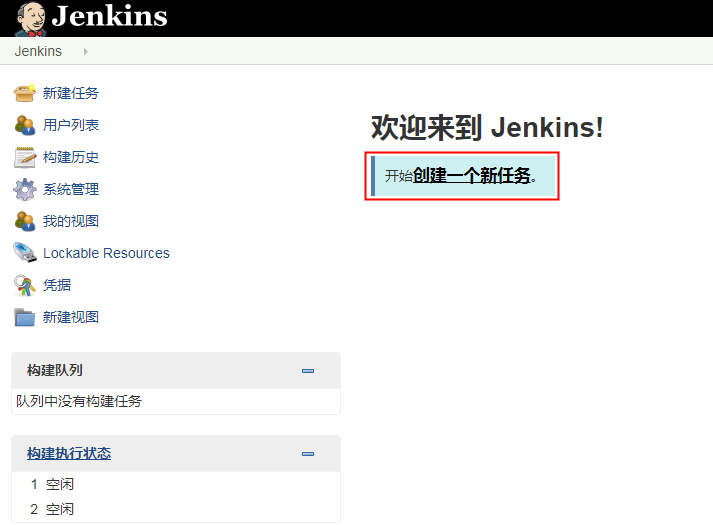 Jenkins
Jenkins
新建任务
用户列表
构建历史
系统管理
我的视图
Lockable Resources
凭据
新建视图
构建队列
队列中没有构建任务
构建执行状态
1 空闲
2 空闲
欢迎来到 Jenkins!
开始创建一个新任务。